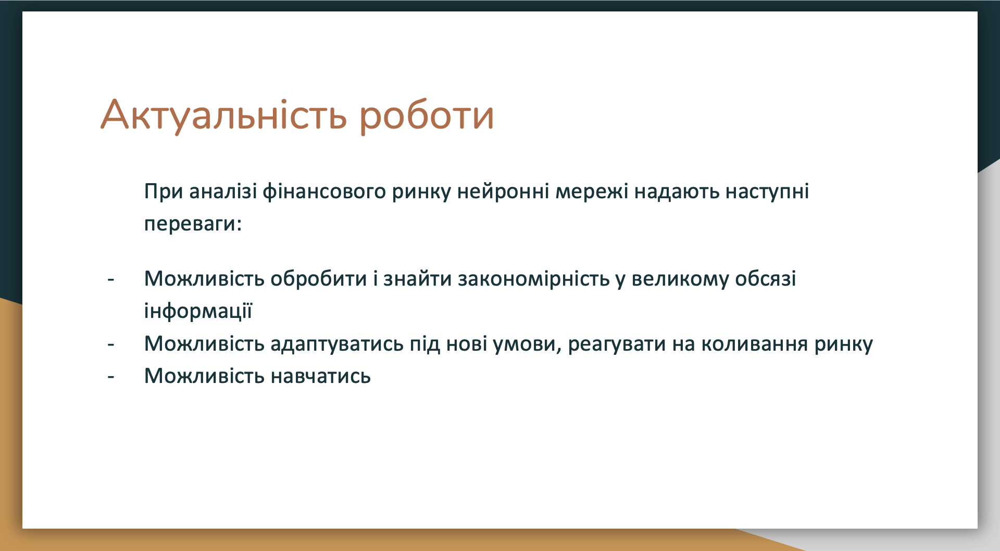 Актуальність роботи
При аналізі фінансового ринку нейронні мережі надають наступні
переваги:
- Можливість обробити і знайти закономірність у великому обсязі
інформації
- Можливість адаптуватись під нові умови, реагувати на коливання ринку
- Можливість навчатись